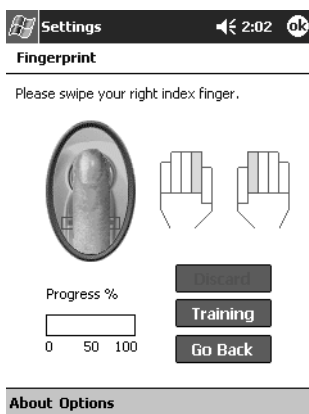 Settings 2:02 ok
Fingerprint
Please swipe your right index finger.
Discard
Progress %
Training
0 50 100
Go Back
About Options